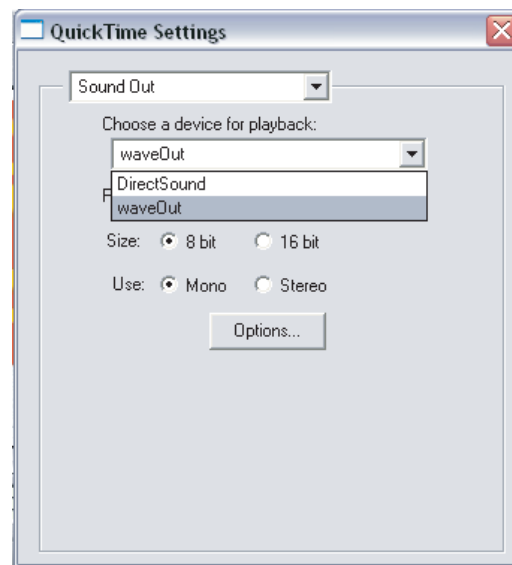 QuickTime Settings
Sound Out
Choose a device for playback:
waveOut
DirectSound
waveOut
Size: 8 bit 16 bit
Use: Mono Stereo
Options...